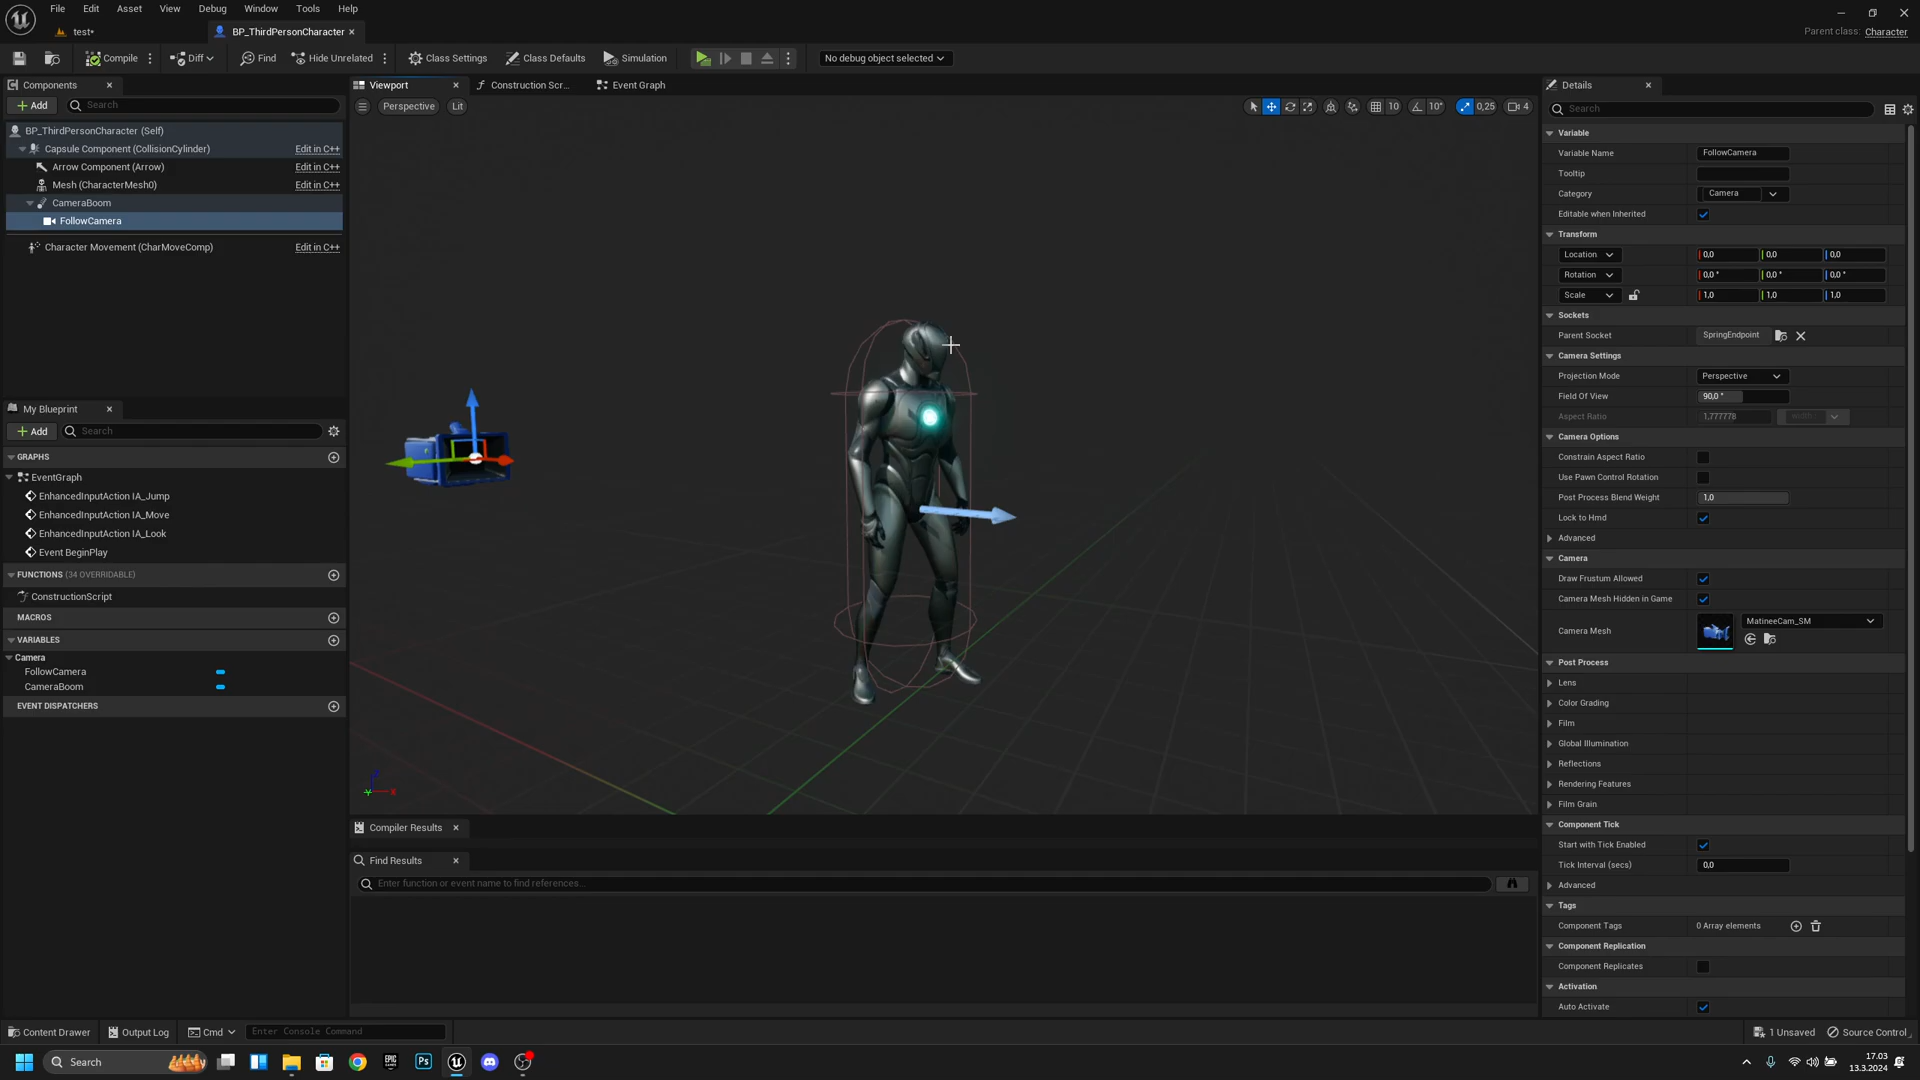 File Edit Asset View Debug Window Tools Help
test*
BP_ThirdPersonCharacter
Parent class: Character
Compile
Diff
Find
Hide Unrelated
Class Settings
Class Defaults
Simulation
No debug object selected
Components
Add
Search
BP_ThirdPersonCharacter (Self)
Capsule Component (CollisionCylinder) Edit in C++
Arrow Component (Arrow) Edit in C++
Mesh (CharacterMesh0) Edit in C++
CameraBoom
FollowCamera
Character Movement (CharMoveComp) Edit in C++
My Blueprint
Add
Search
GRAPHS
EventGraph
EnhancedInputAction IA_Jump
EnhancedInputAction IA_Move
EnhancedInputAction IA_Look
Event BeginPlay
FUNCTIONS (34 OVERRIDABLE)
ConstructionScript
MACROS
VARIABLES
Camera
FollowCamera
CameraBoom
EVENT DISPATCHERS
Viewport
Construction Scr...
Event Graph
Perspective
Lit
10
10°
0,25
4
Z
Y
X
Compiler Results
Find Results
Enter function or event name to find references...
Details
Search
Variable
Variable Name FollowCamera
Tooltip
Category Camera
Editable when Inherited
Transform
Location 0,0 0,0 0,0
Rotation 0,0 ° 0,0 ° 0,0 °
Scale 1,0 1,0 1,0
Sockets
Parent Socket SpringEndpoint
Camera Settings
Projection Mode Perspective
Field Of View 90,0 °
Aspect Ratio 1,777778
Camera Options
Constrain Aspect Ratio
Use Pawn Control Rotation
Post Process Blend Weight 1,0
Lock to Hmd
Advanced
Camera
Draw Frustum Allowed
Camera Mesh Hidden in Game
Camera Mesh MatineeCam_SM
Post Process
Lens
Color Grading
Film
Global Illumination
Reflections
Rendering Features
Film Grain
Component Tick
Start with Tick Enabled
Tick Interval (secs) 0,0
Advanced
Tags
Component Tags 0 Array elements
Component Replication
Component Replicates
Activation
Auto Activate
Content Drawer
Output Log
Cmd
Enter Console Command
1 Unsaved
Source Control
Search
EPIC
GAMES
Ps
17.03
13.3.2024